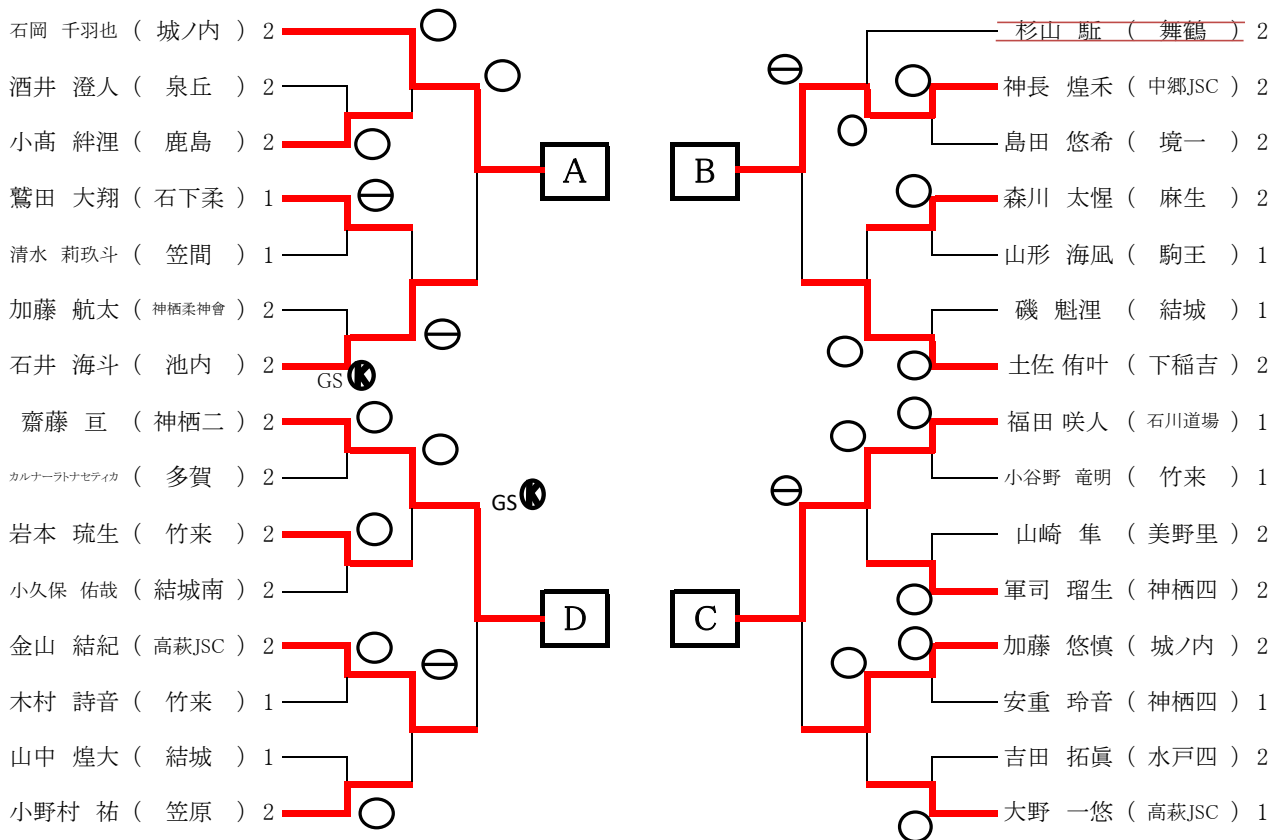 石岡 千羽也 ( 城ノ内 ) 2
酒井 澄人 ( 泉丘 ) 2
小髙 絆浬 ( 鹿島 ) 2
鷲田 大翔 ( 石下柔 ) 1
清水 莉玖斗 ( 笠間 ) 1
加藤 航太 ( 神栖柔神會 ) 2
石井 海斗 ( 池内 ) 2
GS K
齋藤 亘 ( 神栖二 ) 2
カルナーラトナセティカ ( 多賀 ) 2
岩本 琉生 ( 竹来 ) 2
小久保 佑哉 ( 結城南 ) 2
金山 結紀 ( 高萩JSC ) 2
木村 詩音 ( 竹来 ) 1
山中 煌大 ( 結城 ) 1
小野村 祐 ( 笠原 ) 2
A
GS K
D
B
C
杉山 駈 ( 舞鶴 ) 2
神長 煌禾 ( 中郷JSC ) 2
島田 悠希 ( 境一 ) 2
森川 太惺 ( 麻生 ) 2
山形 海凪 ( 駒王 ) 1
磯 魁浬 ( 結城 ) 1
土佐 侑叶 ( 下稲吉 ) 2
福田 咲人 ( 石川道場 ) 1
小谷野 竜明 ( 竹来 ) 1
山崎 隼 ( 美野里 ) 2
軍司 瑠生 ( 神栖四 ) 2
加藤 悠慎 ( 城ノ内 ) 2
安重 玲音 ( 神栖四 ) 1
吉田 拓眞 ( 水戸四 ) 2
大野 一悠 ( 高萩JSC ) 1